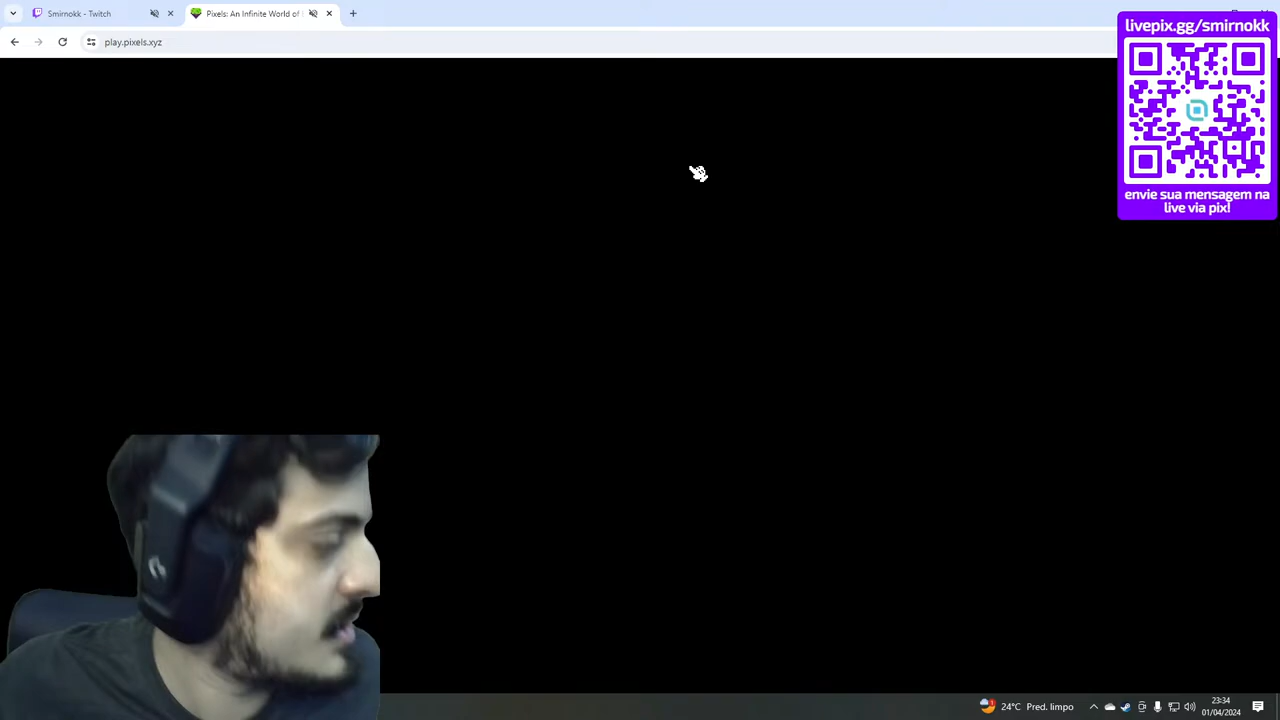 Smirnokk - Twitch
Pixels: An Infinite World of
play.pixels.xyz
livepix.gg/smirnokk
envie sua mensagem na
live via pix!
24°C Pred. limpo
23:34
01/04/2024